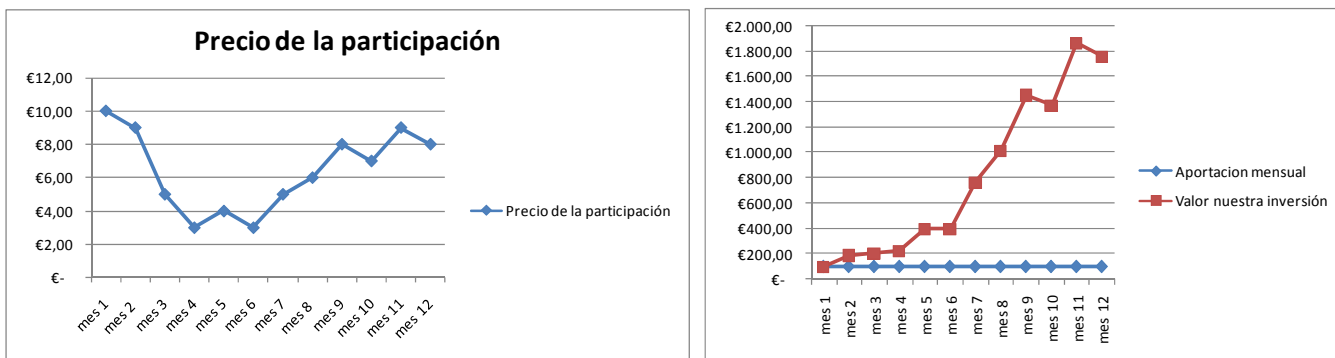 Precio de la participación
€12,00
€10,00
€8,00
€6,00
€4,00
€2,00
€-
mes 1
mes 2
mes 3
mes 4
mes 5
mes 6
mes 7
mes 8
mes 9
mes 10
mes 11
mes 12
Precio de la participación
€2.000,00
€1.800,00
€1.600,00
€1.400,00
€1.200,00
€1.000,00
€800,00
€600,00
€400,00
€200,00
€-
mes 1
mes 2
mes 3
mes 4
mes 5
mes 6
mes 7
mes 8
mes 9
mes 10
mes 11
mes 12
Aportacion mensual
Valor nuestra inversión